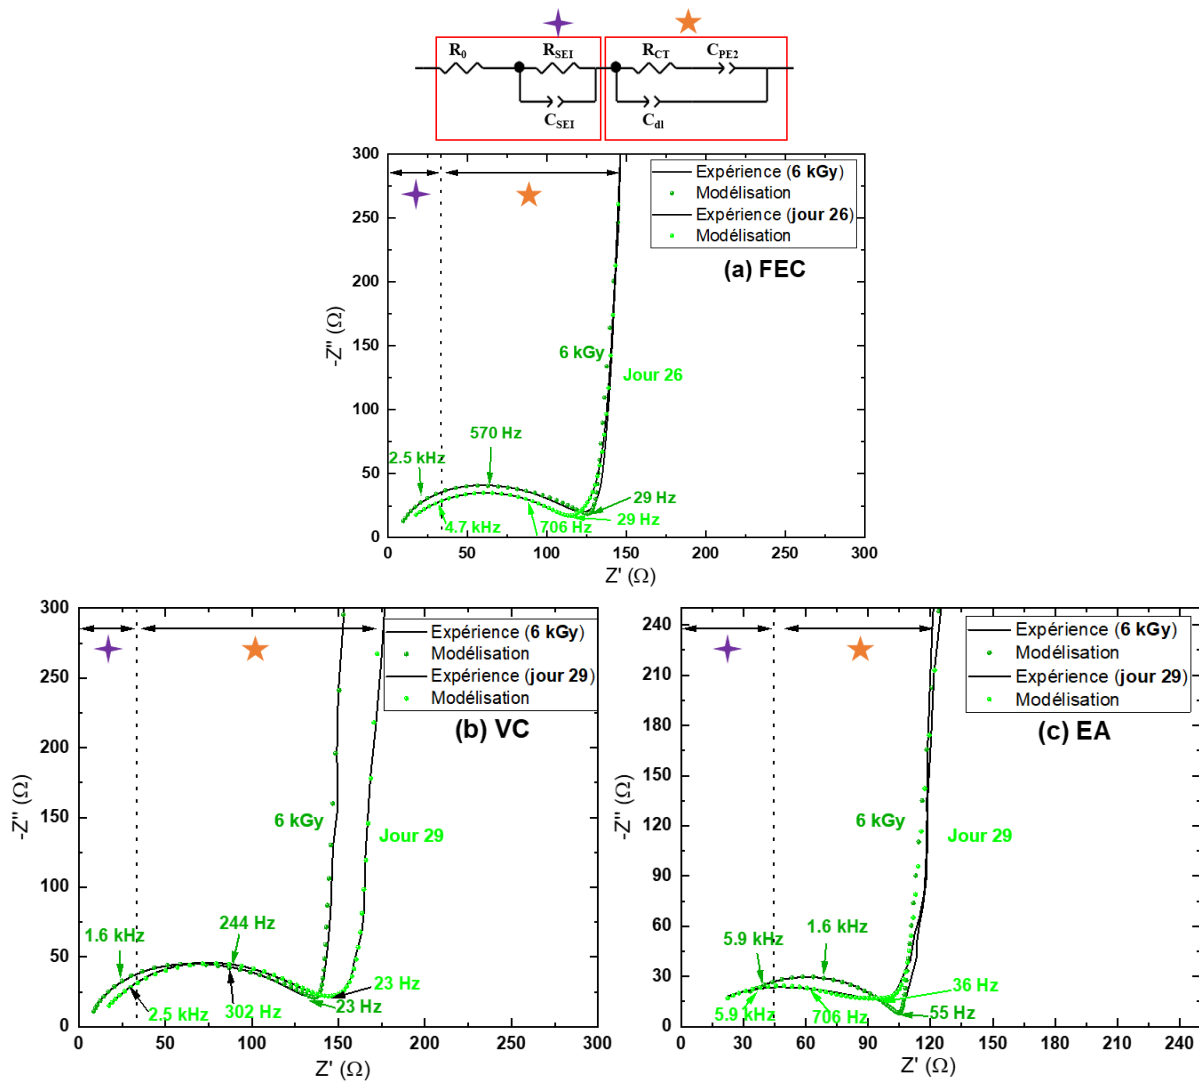 R0 RSEI RCT CPE2
CSEI Cdl
300
250
200
150
100
50
0
-Z'' (Ω)
Expérience (6 kGy)
Modélisation
Expérience (jour 26)
Modélisation
(a) FEC
6 kGy
Jour 26
570 Hz
2.5 kHz
29 Hz
4.7 kHz
706 Hz
29 Hz
0 50 100 150 200 250 300
Z' (Ω)
300
250
200
150
100
50
0
-Z'' (Ω)
Expérience (6 kGy)
Modélisation
Expérience (jour 29)
Modélisation
(b) VC
6 kGy
Jour 29
1.6 kHz
244 Hz
23 Hz
2.5 kHz
302 Hz
23 Hz
0 50 100 150 200 250 300
Z' (Ω)
240
210
180
150
120
90
60
30
0
-Z'' (Ω)
Expérience (6 kGy)
Modélisation
Expérience (jour 29)
Modélisation
(c) EA
6 kGy
Jour 29
5.9 kHz
1.6 kHz
36 Hz
5.9 kHz
706 Hz
55 Hz
0 30 60 90 120 150 180 210 240
Z' (Ω)